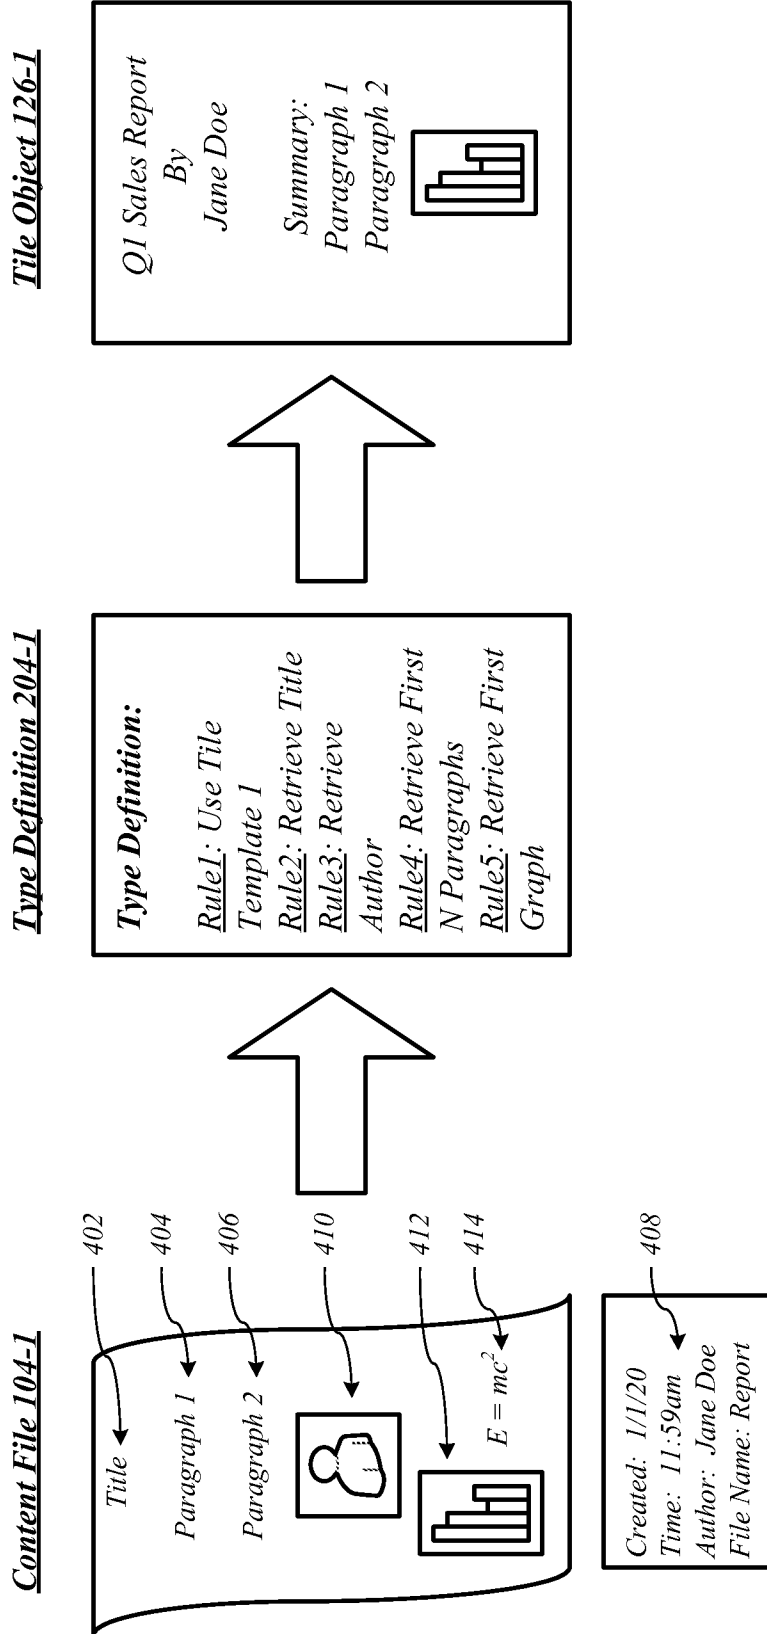 Content File 104-1
Title
402
Paragraph 1
404
Paragraph 2
406
410
412
E = mc²
414
Created: 1/1/20
Time: 11:59am
Author: Jane Doe
File Name: Report
408
Type Definition 204-1
Type Definition:
Rule1: Use Tile
Template 1
Rule2: Retrieve Title
Rule3: Retrieve
Author
Rule4: Retrieve First
N Paragraphs
Rule5: Retrieve First
Graph
Tile Object 126-1
Q1 Sales Report
By
Jane Doe
Summary:
Paragraph 1
Paragraph 2